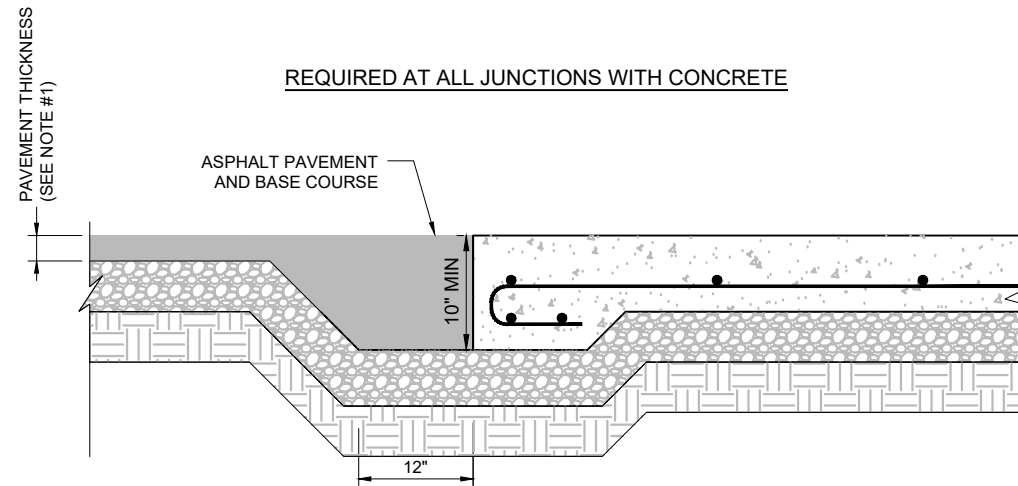 PAVEMENT THICKNESS
(SEE NOTE #1)
REQUIRED AT ALL JUNCTIONS WITH CONCRETE
ASPHALT PAVEMENT
AND BASE COURSE
10" MIN
12"